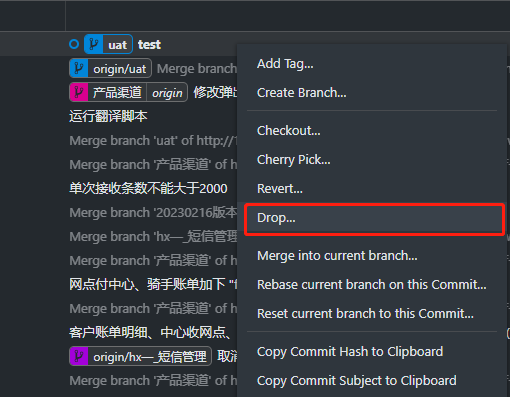 uat test
origin/uat Merge branch
产品渠道 origin 修改弹
运行翻译脚本
Merge branch 'uat' of http://1
Merge branch '产品渠道' of h
单次接收条数不能大于2000
Merge branch '20230216版本
Merge branch 'hx—_短信管理
Merge branch '产品渠道' of h
网点付中心、骑手账单加下 "f
Merge branch '产品渠道' of h
客户账单明细、中心收网点、
origin/hx—_短信管理 取消
Merge branch '产品渠道' of h
Add Tag...
Create Branch...
Checkout...
Cherry Pick...
Revert...
Drop...
Merge into current branch...
Rebase current branch on this Commit...
Reset current branch to this Commit...
Copy Commit Hash to Clipboard
Copy Commit Subject to Clipboard